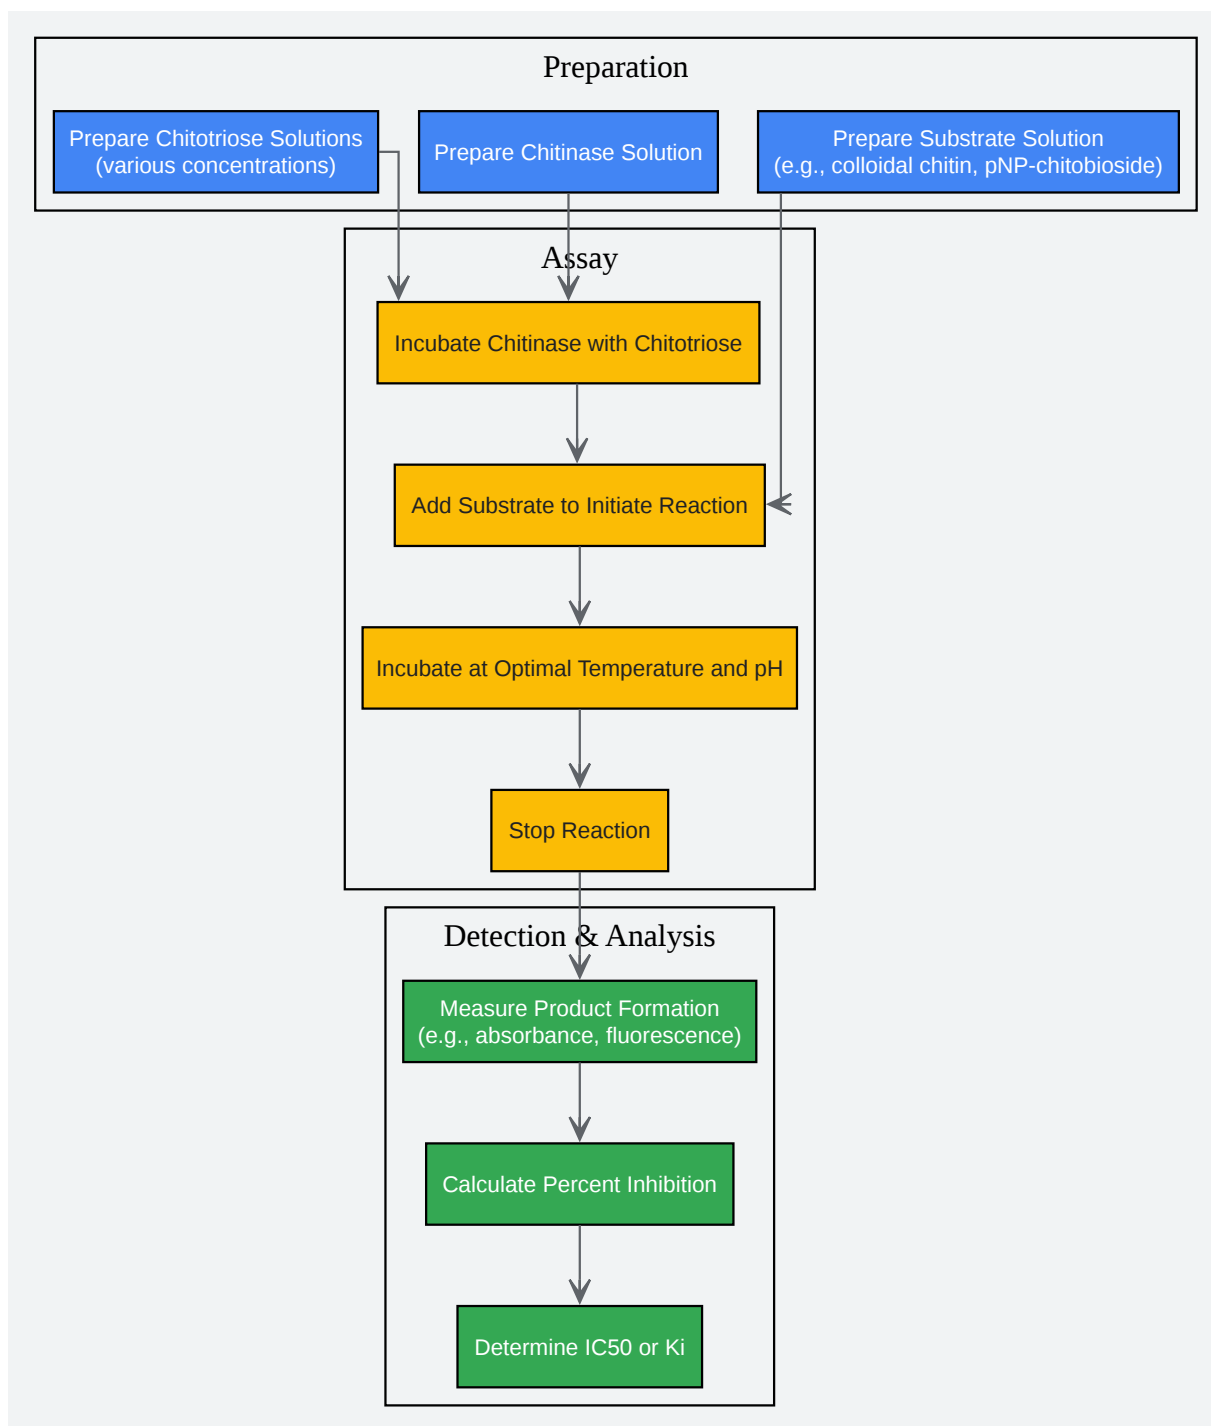 Preparation
Prepare Chitotriose Solutions
(various concentrations)
Prepare Chitinase Solution
Prepare Substrate Solution
(e.g., colloidal chitin, pNP-chitobioside)
Assay
Incubate Chitinase with Chitotriose
Add Substrate to Initiate Reaction
Incubate at Optimal Temperature and pH
Stop Reaction
Detection & Analysis
Measure Product Formation
(e.g., absorbance, fluorescence)
Calculate Percent Inhibition
Determine IC50 or Ki